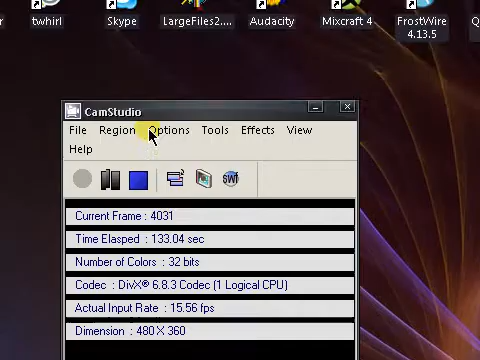 twhirl
Skype
LargeFiles2....
Audacity
Mixcraft 4
FrostWire
4.13.5
CamStudio
File Region Options Tools Effects View
Help
SWF
Current Frame : 4031
Time Elasped : 133.04 sec
Number of Colors : 32 bits
Codec : DivX® 6.8.3 Codec (1 Logical CPU)
Actual Input Rate : 15.56 fps
Dimension : 480 X 360